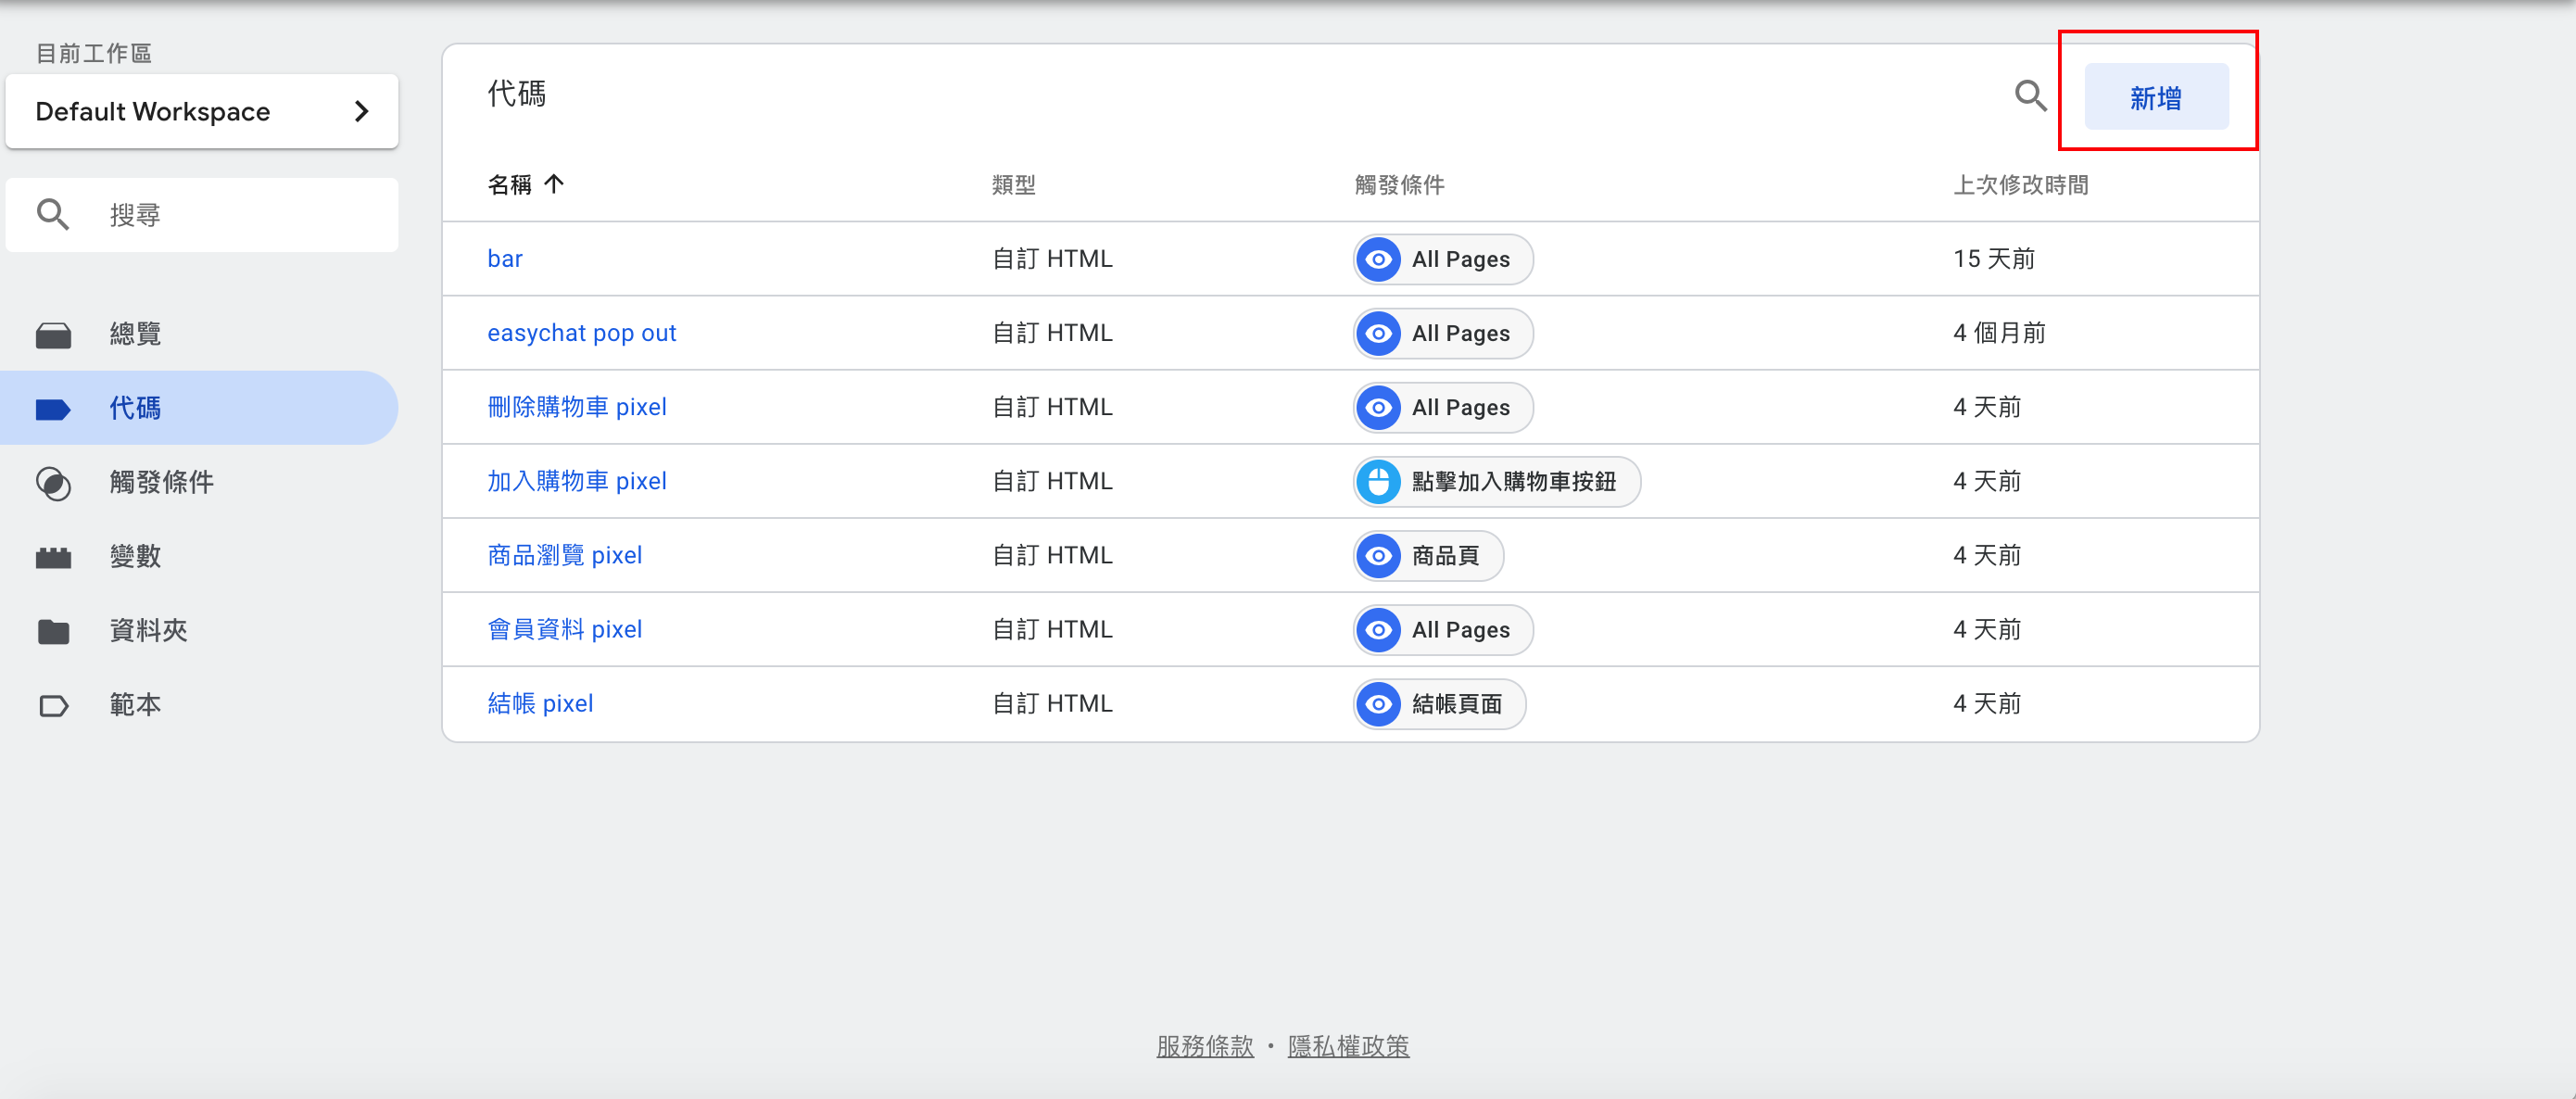 目前工作區
Default Workspace
搜尋
總覽
代碼
觸發條件
變數
資料夾
範本
代碼
新增
名稱 類型 觸發條件 上次修改時間
bar 自訂 HTML All Pages 15 天前
easychat pop out 自訂 HTML All Pages 4 個月前
刪除購物車 pixel 自訂 HTML All Pages 4 天前
加入購物車 pixel 自訂 HTML 點擊加入購物車按鈕 4 天前
商品瀏覽 pixel 自訂 HTML 商品頁 4 天前
會員資料 pixel 自訂 HTML All Pages 4 天前
結帳 pixel 自訂 HTML 結帳頁面 4 天前
服務條款 · 隱私權政策